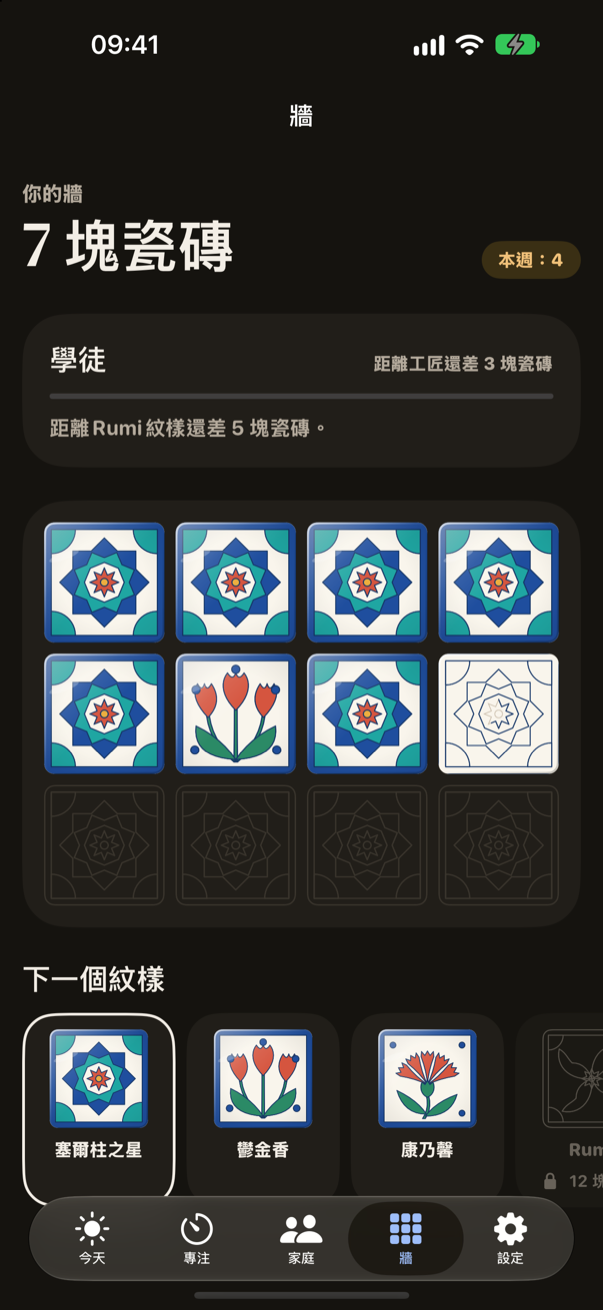 09:41
牆
你的牆
7 塊瓷磚
本週：4
學徒
距離工匠還差 3 塊瓷磚
距離 Rumi 紋樣還差 5 塊瓷磚。
下一個紋樣
塞爾柱之星
鬱金香
康乃馨
今天
專注
家庭
牆
設定